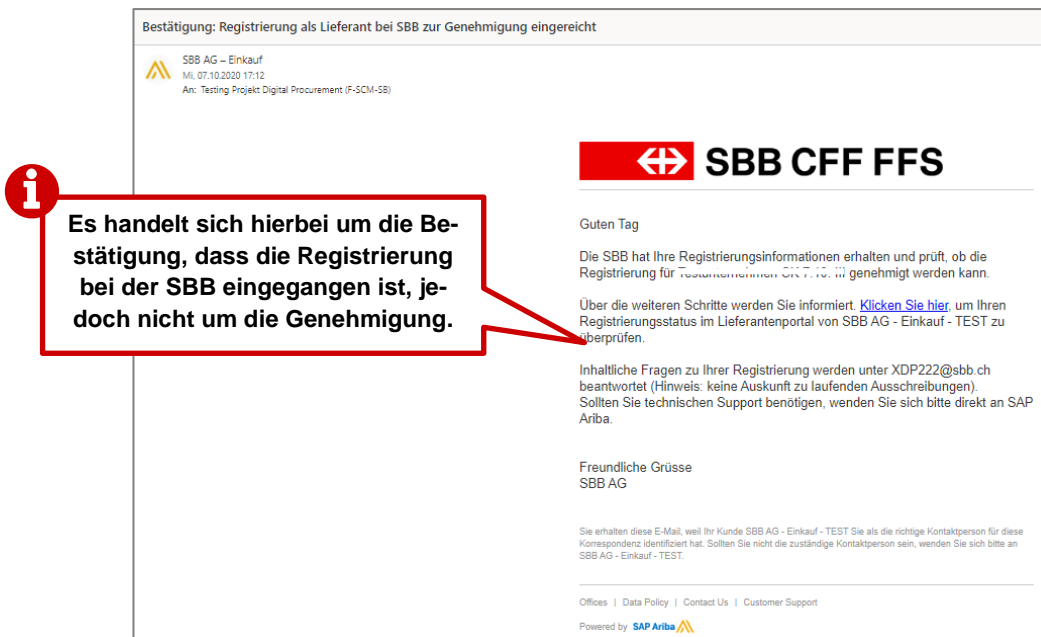 Bestätigung: Registrierung als Lieferant bei SBB zur Genehmigung eingereicht
SBB AG – Einkauf
Mi, 07.10.2020 17:12
An: Testing Projekt Digital Procurement (F-SCM-SB)
SBB CFF FFS
i
Es handelt sich hierbei um die Be-
stätigung, dass die Registrierung
bei der SBB eingegangen ist, je-
doch nicht um die Genehmigung.
Guten Tag
Die SBB hat Ihre Registrierungsinformationen erhalten und prüft, ob die
Registrierung für genehmigt werden kann.
Über die weiteren Schritte werden Sie informiert. Klicken Sie hier, um Ihren
Registrierungsstatus im Lieferantenportal von SBB AG - Einkauf - TEST zu
überprüfen.
Inhaltliche Fragen zu Ihrer Registrierung werden unter XDP222@sbb.ch
beantwortet (Hinweis: keine Auskunft zu laufenden Ausschreibungen).
Sollten Sie technischen Support benötigen, wenden Sie sich bitte direkt an SAP
Ariba.
Freundliche Grüsse
SBB AG
Sie erhalten diese E-Mail, weil Ihr Kunde SBB AG - Einkauf - TEST Sie als die richtige Kontaktperson für diese
Korrespondenz identifiziert hat. Sollten Sie nicht die zuständige Kontaktperson sein, wenden Sie sich bitte an
SBB AG - Einkauf - TEST.
Offices | Data Policy | Contact Us | Customer Support
Powered by SAP Ariba